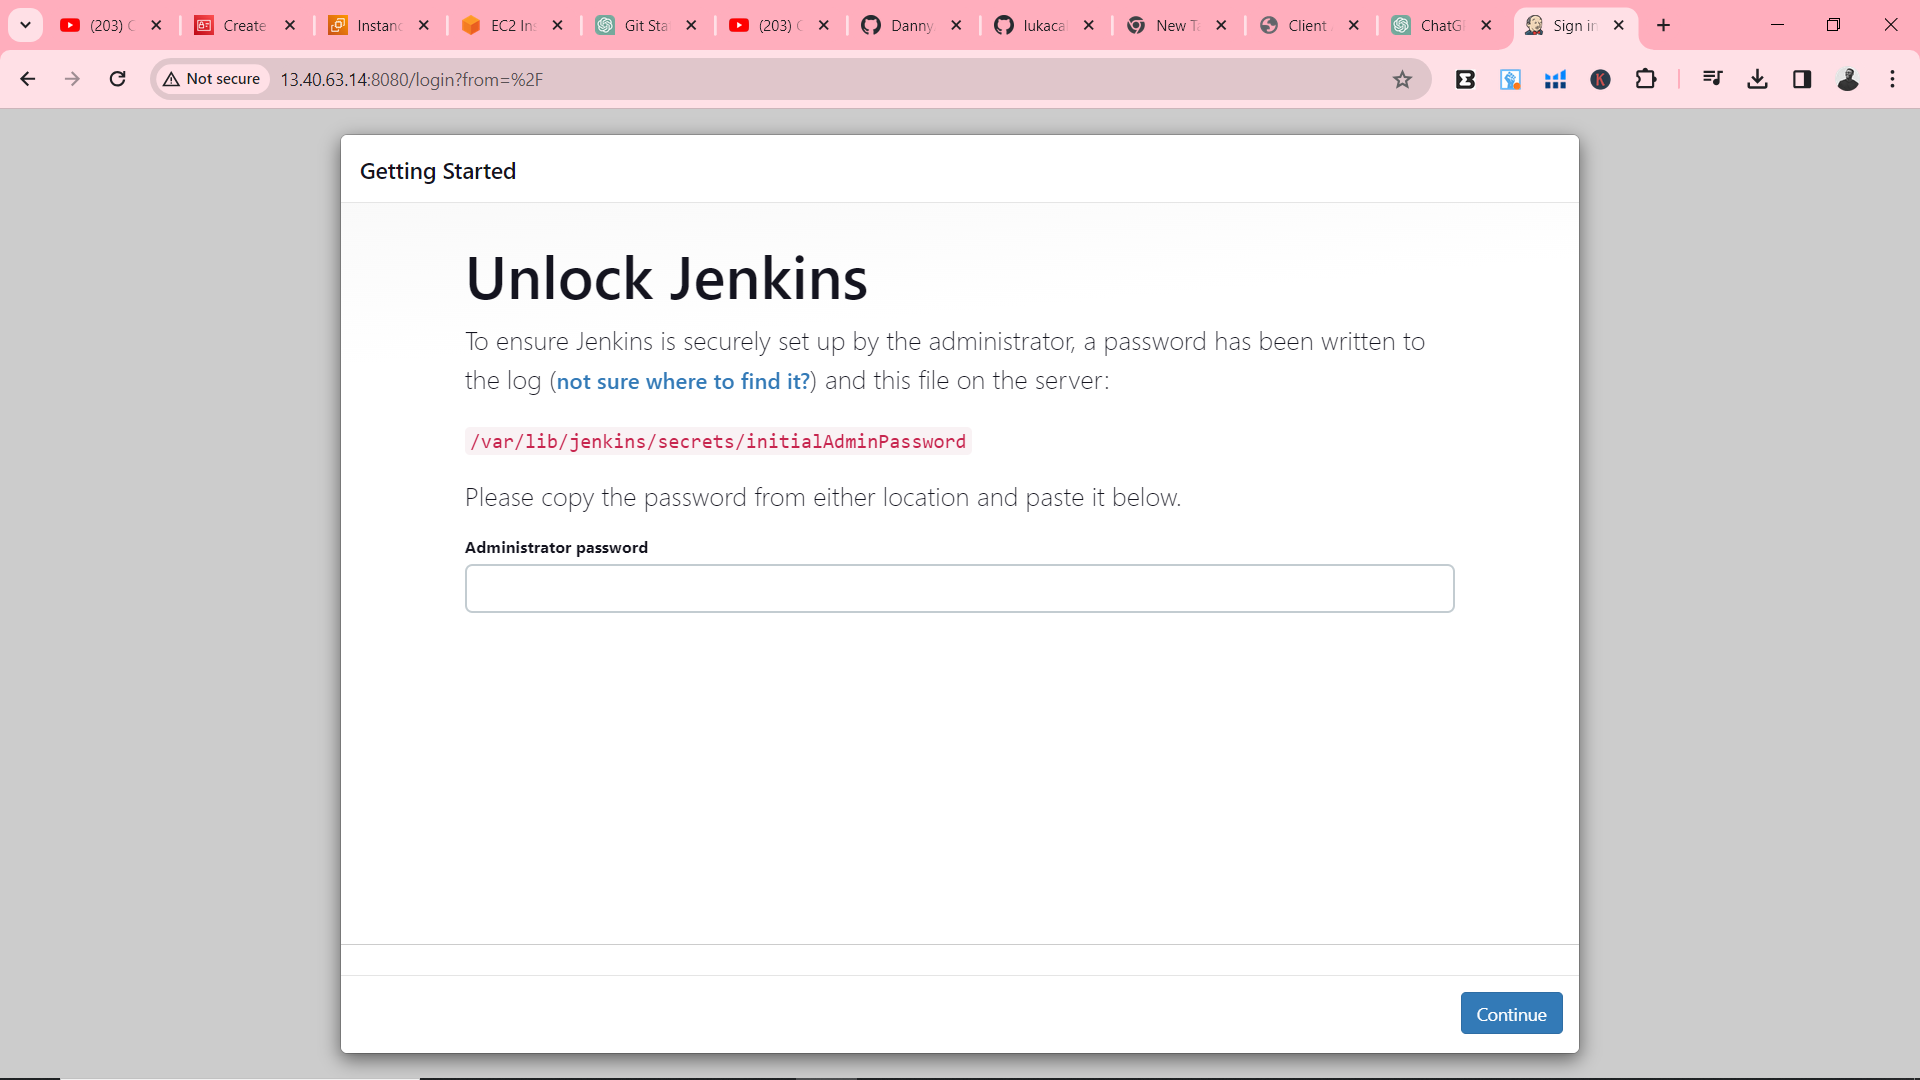 (203) C
Create
Instanc
EC2 Ins
Git Sta
(203) C
Danny
lukaca
New Ta
Client
ChatGP
Sign in
Not secure
13.40.63.14:8080/login?from=%2F
K
Getting Started
Unlock Jenkins
To ensure Jenkins is securely set up by the administrator, a password has been written to
the log (not sure where to find it?) and this file on the server:
/var/lib/jenkins/secrets/initialAdminPassword
Please copy the password from either location and paste it below.
Administrator password
Continue